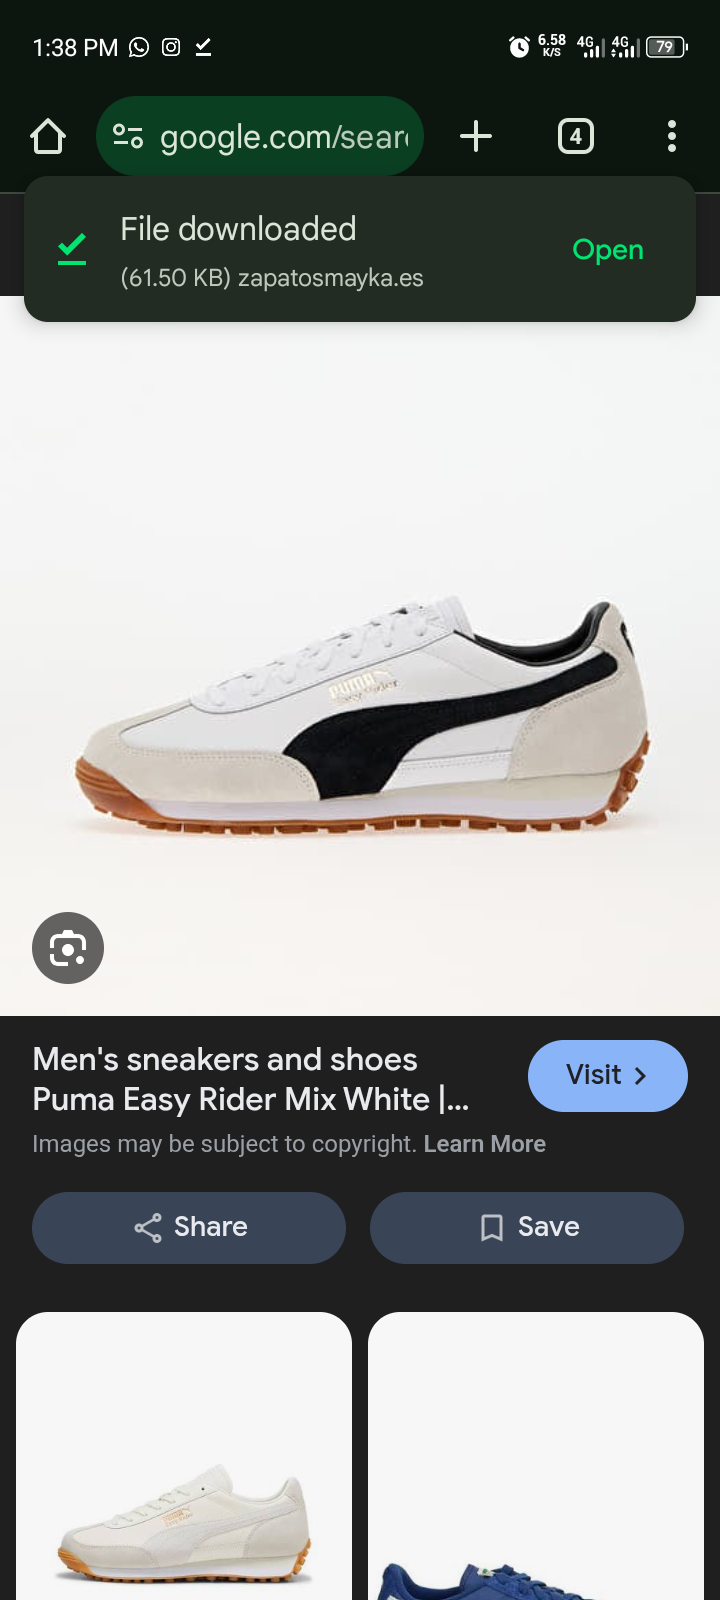 1:38 PM
6.58 K/S 4G 4G 79
google.com/sear
4
File downloaded
Open
(61.50 KB) zapatosmayka.es
PUMA
Easy Rider
Men's sneakers and shoes
Puma Easy Rider Mix White |...
Visit
Images may be subject to copyright. Learn More
Share
Save